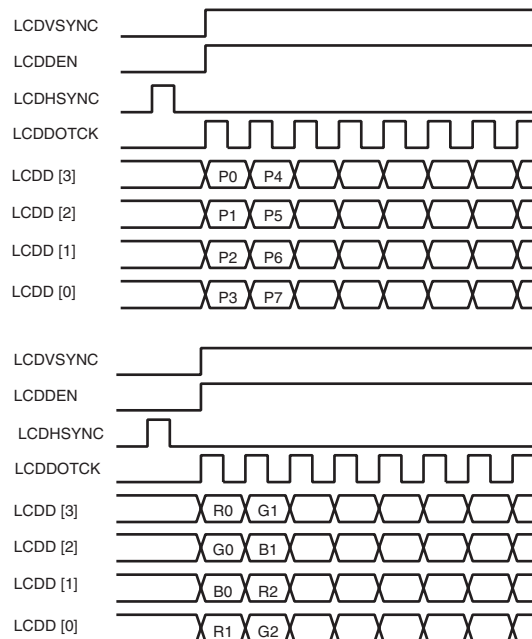 LCDVSYNC
LCDDEN
LCDHSYNC
LCDDOTCK
LCDD [3] P0 P4
LCDD [2] P1 P5
LCDD [1] P2 P6
LCDD [0] P3 P7
LCDVSYNC
LCDDEN
LCDHSYNC
LCDDOTCK
LCDD [3] R0 G1
LCDD [2] G0 B1
LCDD [1] B0 R2
LCDD [0] R1 G2